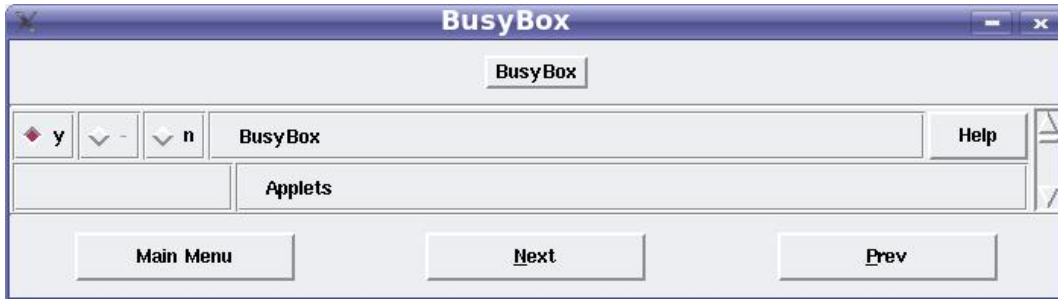 BusyBox
BusyBox
y - n BusyBox Help
Applets
Main Menu Next Prev